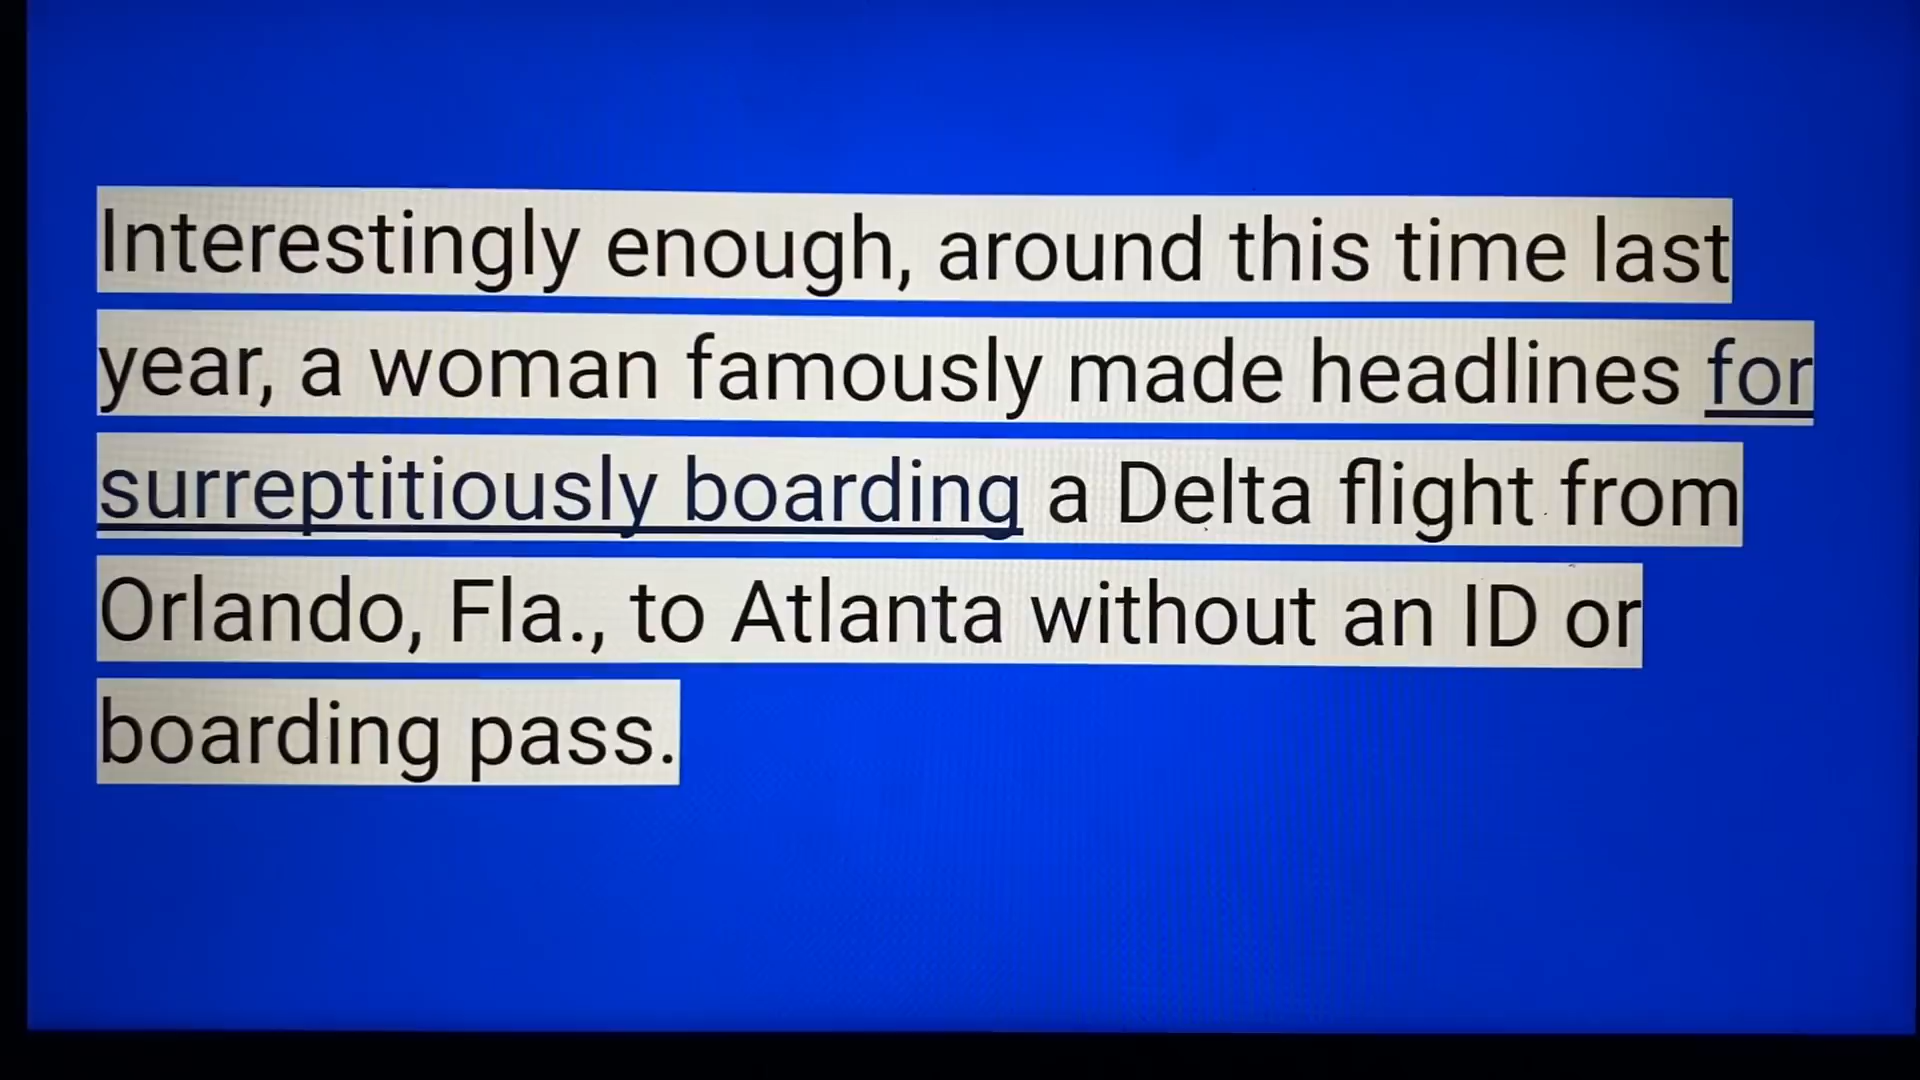 Interestingly enough, around this time last
year, a woman famously made headlines for
surreptitiously boarding a Delta flight from
Orlando, Fla., to Atlanta without an ID or
boarding pass.